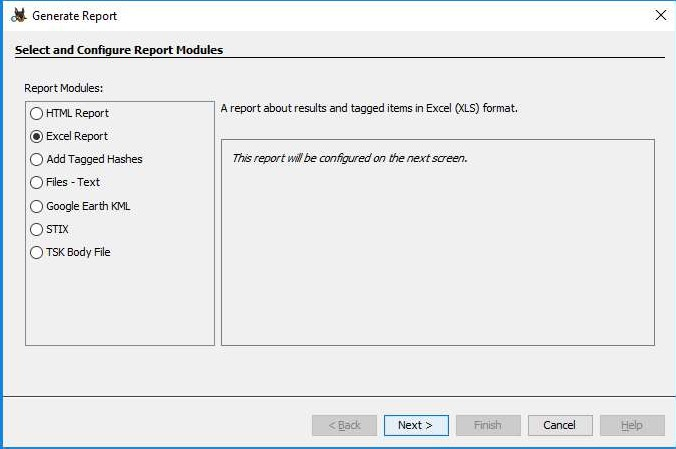 Generate Report
Select and Configure Report Modules
Report Modules:
HTML Report
Excel Report
Add Tagged Hashes
Files - Text
Google Earth KML
STIX
TSK Body File
A report about results and tagged items in Excel (XLS) format.
This report will be configured on the next screen.
< Back
Next >
Finish
Cancel
Help